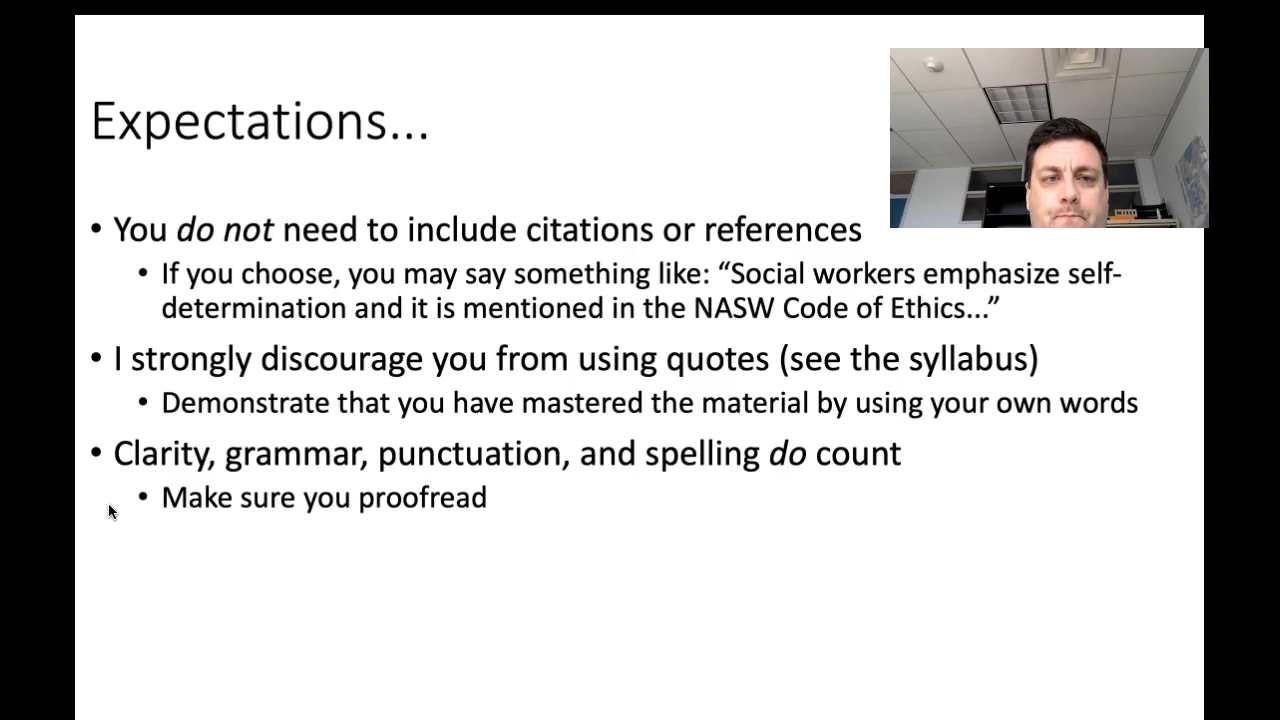 Expectations...
• You do not need to include citations or references
• If you choose, you may say something like: “Social workers emphasize self-
determination and it is mentioned in the NASW Code of Ethics...”
• I strongly discourage you from using quotes (see the syllabus)
• Demonstrate that you have mastered the material by using your own words
• Clarity, grammar, punctuation, and spelling do count
• Make sure you proofread